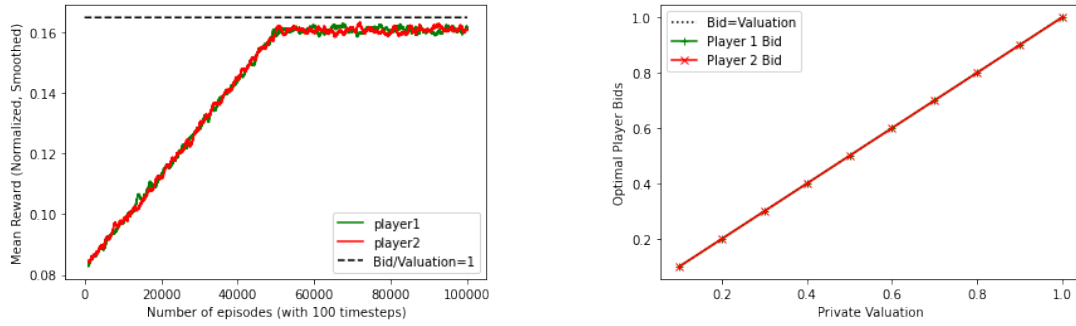 Mean Reward (Normalized, Smoothed)
0.16
0.14
0.12
0.10
0.08
player1
player2
Bid/Valuation=1
0
20000
40000
60000
80000
100000
Number of episodes (with 100 timesteps)
Optimal Player Bids
1.0
0.8
0.6
0.4
0.2
Bid=Valuation
Player 1 Bid
Player 2 Bid
0.2
0.4
0.6
0.8
1.0
Private Valuation